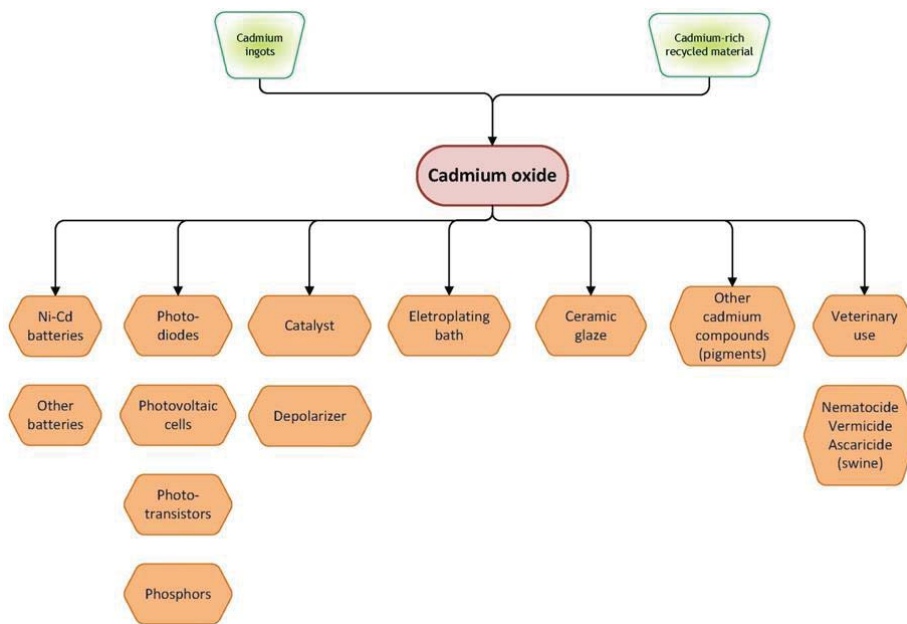 Cadmium
ingots
Cadmium-rich
recycled material
Cadmium oxide
Ni-Cd
batteries
Photo-
diodes
Catalyst
Eletroplating
bath
Ceramic
glaze
Other
cadmium
compounds
(pigments)
Veterinary
use
Other
batteries
Photovoltaic
cells
Depolarizer
Nematocide
Vermicide
Ascaricide
(swine)
Photo-
transistors
Phosphors